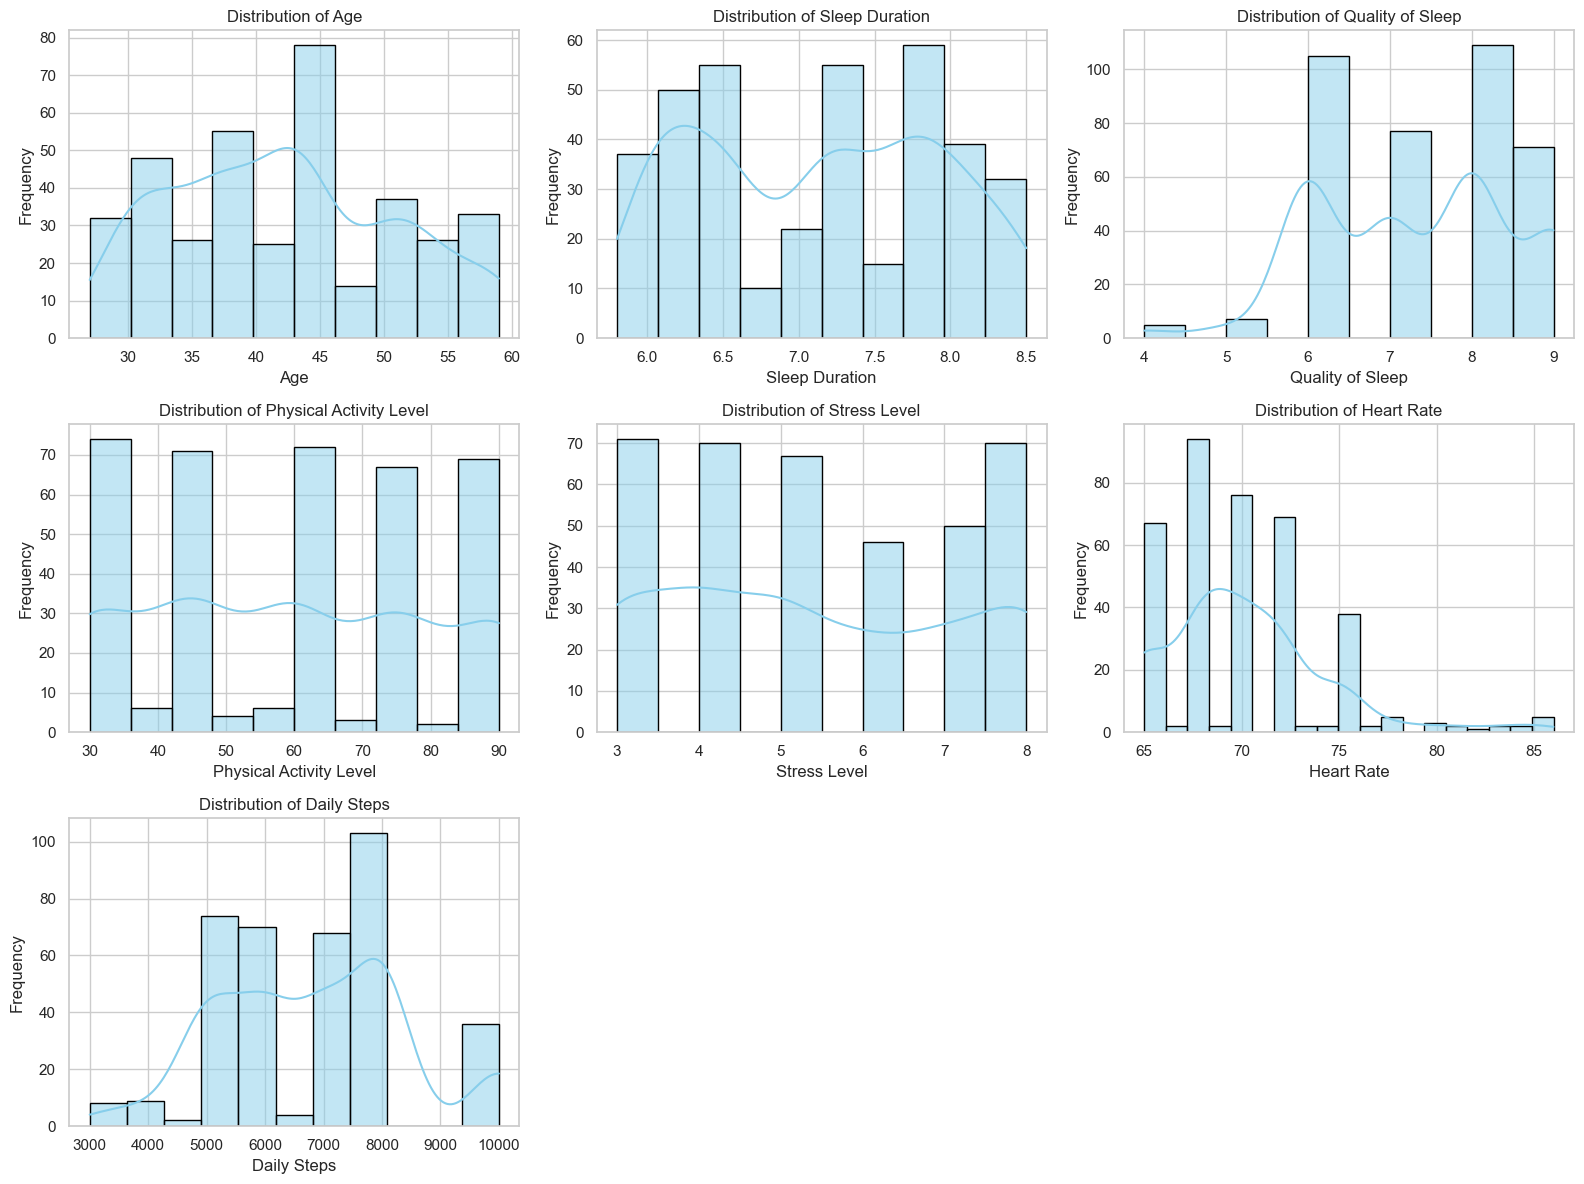 Distribution of Age
80
70
60
50
40
30
20
10
0
Frequency
30 35 40 45 50 55 60
Age
Distribution of Sleep Duration
60
50
40
30
20
10
0
Frequency
6.0 6.5 7.0 7.5 8.0 8.5
Sleep Duration
Distribution of Quality of Sleep
100
80
60
40
20
0
Frequency
4 5 6 7 8 9
Quality of Sleep
Distribution of Physical Activity Level
70
60
50
40
30
20
10
0
Frequency
30 40 50 60 70 80 90
Physical Activity Level
Distribution of Stress Level
70
60
50
40
30
20
10
0
Frequency
3 4 5 6 7 8
Stress Level
Distribution of Heart Rate
80
60
40
20
0
Frequency
65 70 75 80 85
Heart Rate
Distribution of Daily Steps
100
80
60
40
20
0
Frequency
3000 4000 5000 6000 7000 8000 9000 10000
Daily Steps